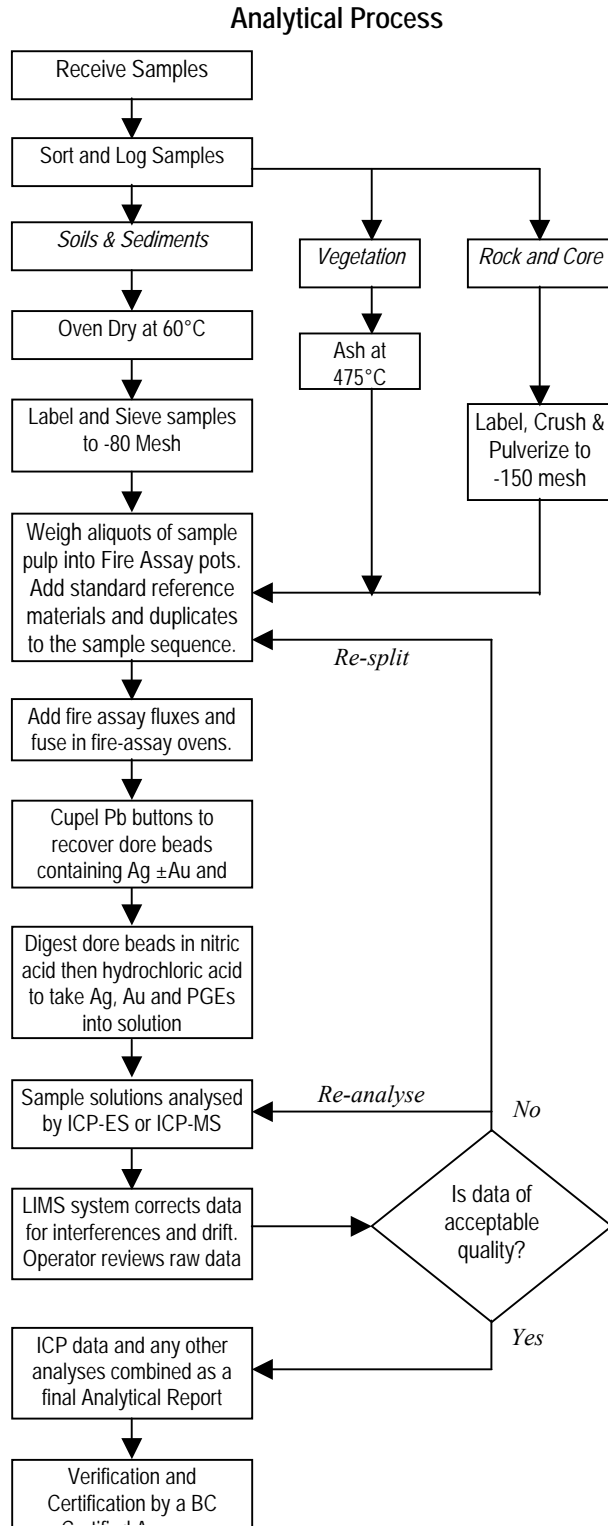 Analytical Process
Receive Samples
Sort and Log Samples
Soils & Sediments
Vegetation
Rock and Core
Oven Dry at 60°C
Ash at
475°C
Label and Sieve samples
to -80 Mesh
Label, Crush &
Pulverize to
-150 mesh
Weigh aliquots of sample
pulp into Fire Assay pots.
Add standard reference
materials and duplicates
to the sample sequence.
Re-split
Add fire assay fluxes and
fuse in fire-assay ovens.
Cupel Pb buttons to
recover dore beads
containing Ag ±Au and
Digest dore beads in nitric
acid then hydrochloric acid
to take Ag, Au and PGEs
into solution
Sample solutions analysed
by ICP-ES or ICP-MS
Re-analyse
No
LIMS system corrects data
for interferences and drift.
Operator reviews raw data
Is data of
acceptable
quality?
Yes
ICP data and any other
analyses combined as a
final Analytical Report
Verification and
Certification by a BC